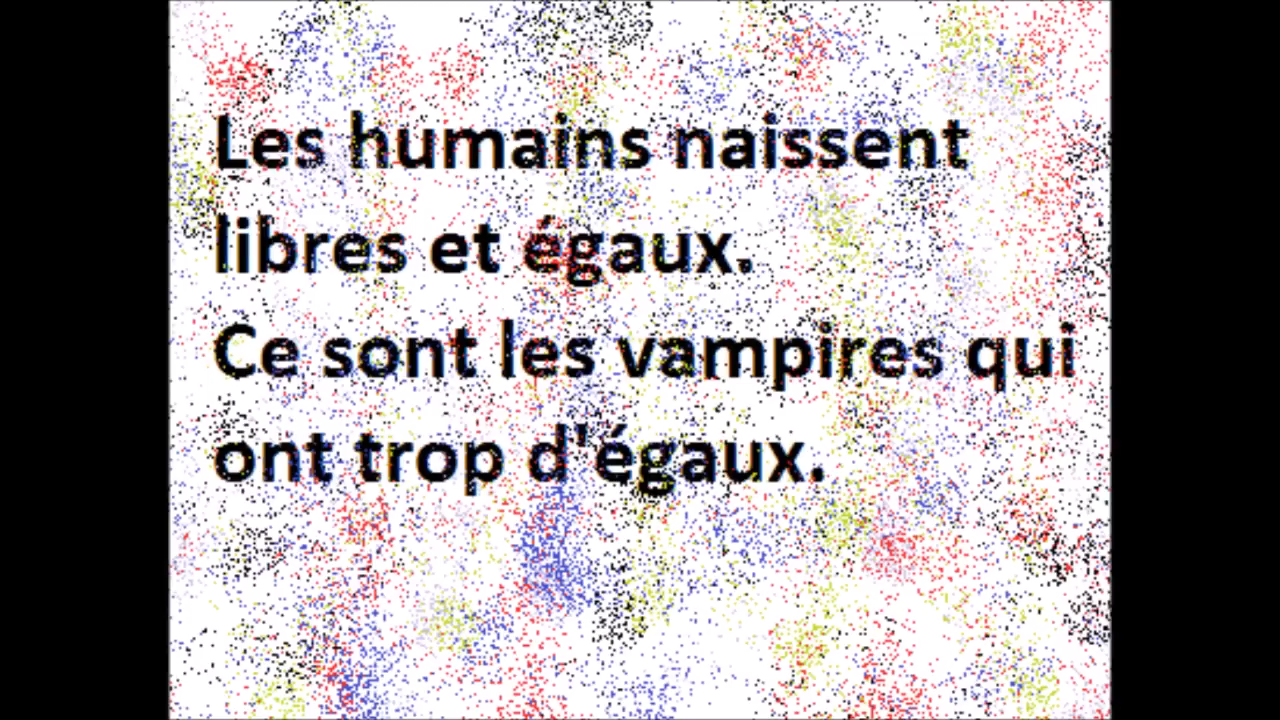 Les humains naissent
libres et égaux.
Ce sont les vampires qui
ont trop d'égaux.